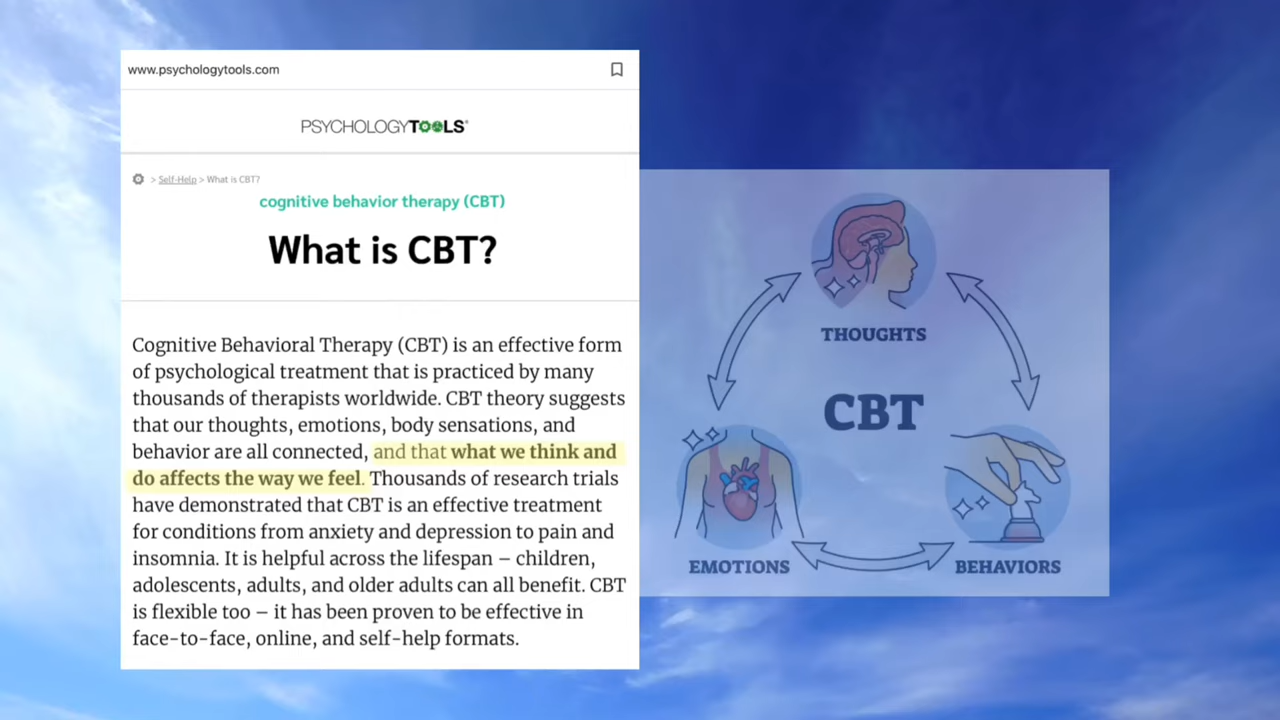 www.psychologytools.com
PSYCHOLOGYTOOLS®
> Self-Help > What is CBT?
cognitive behavior therapy (CBT)
What is CBT?
Cognitive Behavioral Therapy (CBT) is an effective form
of psychological treatment that is practiced by many
thousands of therapists worldwide. CBT theory suggests
that our thoughts, emotions, body sensations, and
behavior are all connected, and that what we think and
do affects the way we feel. Thousands of research trials
have demonstrated that CBT is an effective treatment
for conditions from anxiety and depression to pain and
insomnia. It is helpful across the lifespan – children,
adolescents, adults, and older adults can all benefit. CBT
is flexible too – it has been proven to be effective in
face-to-face, online, and self-help formats.
THOUGHTS
CBT
EMOTIONS
BEHAVIORS